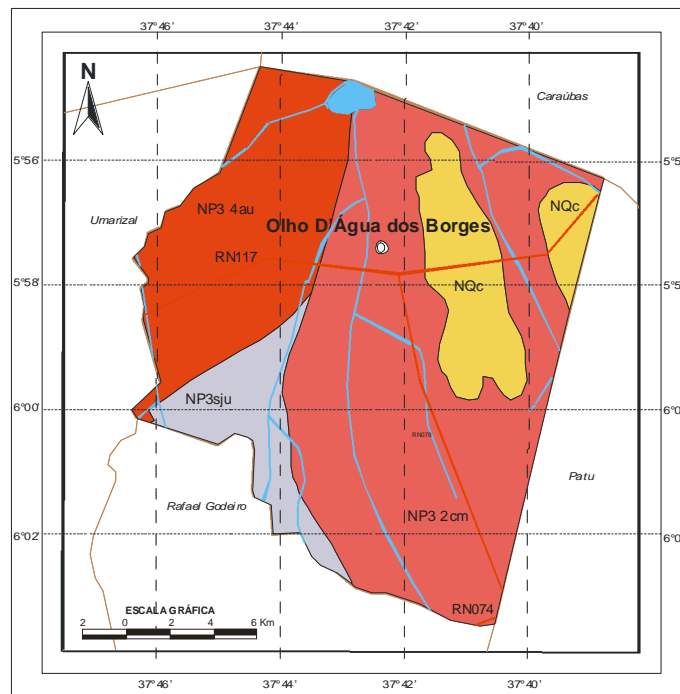 37°46' 37°44' 37°42' 37°40'
N
Caraúbas
5°56' 5°5
NP3 4au
NQc
Umarizal
Olho D'Água dos Borges
RN117
5°58' 5°5
NQc
NP3sju
6°00' 6°0
RN078
Patu
Rafael Godeiro
NP3 2cm
6°02' 6°0
ESCALA GRÁFICA
RN074
2 0 2 4 6 Km
37°46' 37°44' 37°42' 37°40'